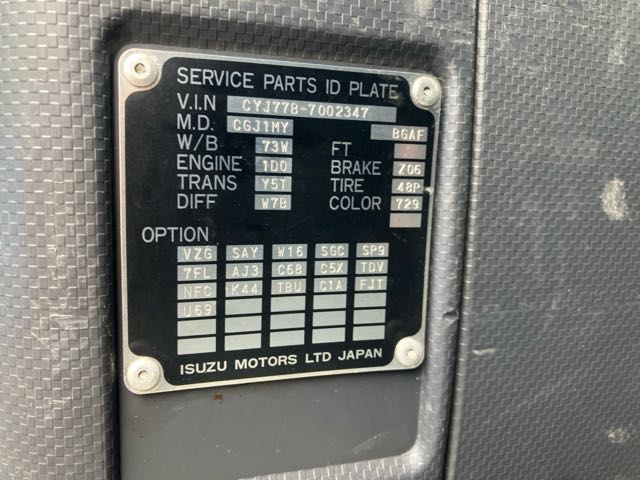 SERVICE PARTS ID PLATE
V.I.N CYJ77B-7002347
M.D. CGJ1MY BGAF
W/B 73W FT
ENGINE 1D0 BRAKE Z06
TRANS Y5T TIRE 48P
DIFF W7B COLOR 729
OPTION
VZG SAY W16 SGC SP9
7FL AJ3 C68 C5X TDV
NFC K44 TBU C1A FJT
U69
ISUZU MOTORS LTD JAPAN